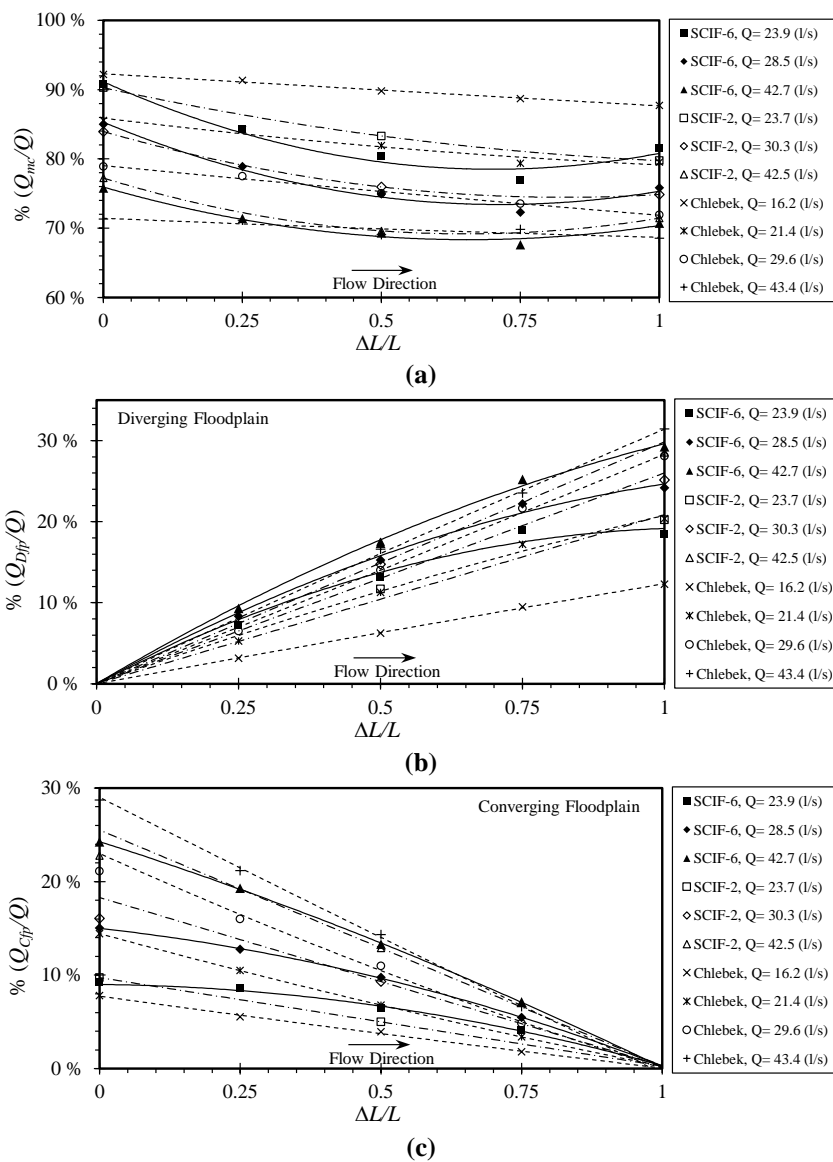 100 %
90 %
80 %
70 %
60 %
% (Qmc/Q)
0
0.25
0.5
0.75
1
Flow Direction
ΔL/L
SCIF-6, Q= 23.9 (l/s)
SCIF-6, Q= 28.5 (l/s)
SCIF-6, Q= 42.7 (l/s)
SCIF-2, Q= 23.7 (l/s)
SCIF-2, Q= 30.3 (l/s)
SCIF-2, Q= 42.5 (l/s)
Chlebek, Q= 16.2 (l/s)
Chlebek, Q= 21.4 (l/s)
Chlebek, Q= 29.6 (l/s)
Chlebek, Q= 43.4 (l/s)
(a)
Diverging Floodplain
30 %
20 %
10 %
0 %
% (QDfp/Q)
0
0.25
0.5
0.75
1
Flow Direction
ΔL/L
SCIF-6, Q= 23.9 (l/s)
SCIF-6, Q= 28.5 (l/s)
SCIF-6, Q= 42.7 (l/s)
SCIF-2, Q= 23.7 (l/s)
SCIF-2, Q= 30.3 (l/s)
SCIF-2, Q= 42.5 (l/s)
Chlebek, Q= 16.2 (l/s)
Chlebek, Q= 21.4 (l/s)
Chlebek, Q= 29.6 (l/s)
Chlebek, Q= 43.4 (l/s)
(b)
Converging Floodplain
30 %
20 %
10 %
0 %
% (QCfp/Q)
0
0.25
0.5
0.75
1
Flow Direction
ΔL/L
SCIF-6, Q= 23.9 (l/s)
SCIF-6, Q= 28.5 (l/s)
SCIF-6, Q= 42.7 (l/s)
SCIF-2, Q= 23.7 (l/s)
SCIF-2, Q= 30.3 (l/s)
SCIF-2, Q= 42.5 (l/s)
Chlebek, Q= 16.2 (l/s)
Chlebek, Q= 21.4 (l/s)
Chlebek, Q= 29.6 (l/s)
Chlebek, Q= 43.4 (l/s)
(c)